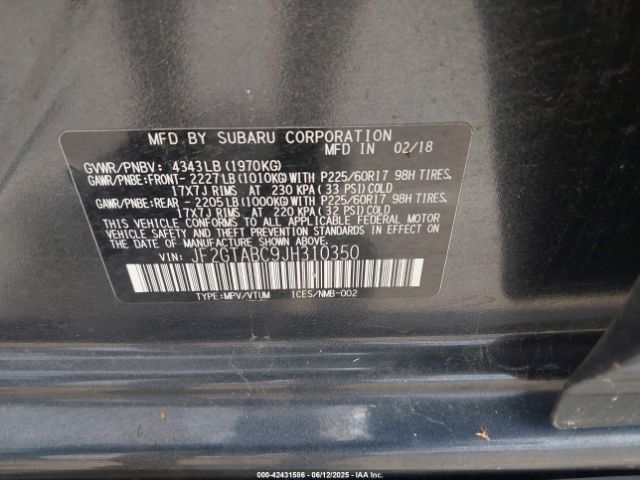 MFD BY SUBARU CORPORATION
MFD IN 02/18
GVWR/PNBV: 4343LB (1970KG)
GAWR/PNBE:FRONT- 2227LB(1010KG)WITH P225/60R17 98H TIRES.
17X7J RIMS AT 230 KPA(33 PSI)COLD
GAWR/PNBE:REAR - 2205LB(1000KG)WITH P225/60R17 98H TIRES.
17X7J RIMS AT 220 KPA(32 PSI)COLD
THIS VEHICLE CONFORMS TO ALL APPLICABLE FEDERAL MOTOR
VEHICLE SAFETY AND THEFT PREVENTION STANDARDS IN EFFECT
ON THE DATE OF MANUFACTURE SHOWN ABOVE.
VIN: JF2GTABC9JH310350
TYPE:MPV/VTUM ICES/NMB-002
000-42431586 - 06/12/2025 - IAAI.COM